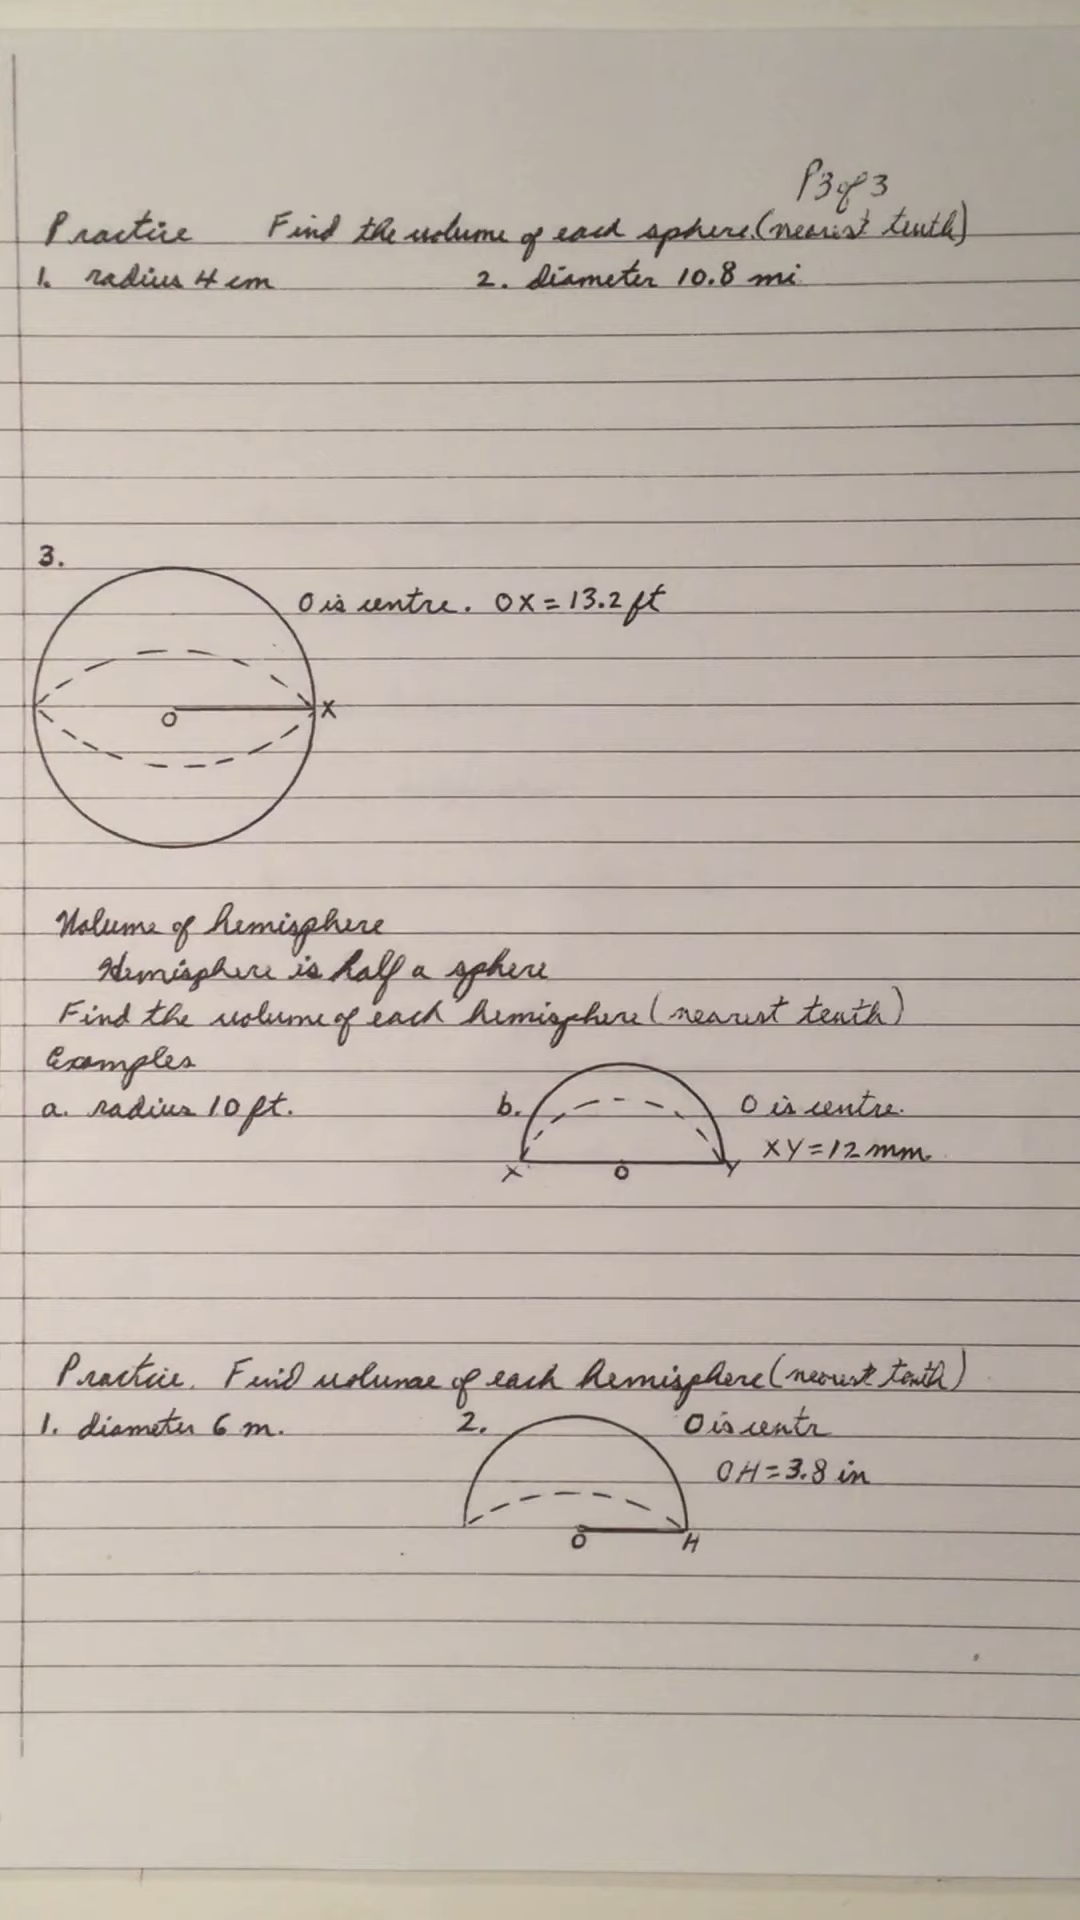 P3 of 3
Practice Find the volume of each sphere. (nearest tenth)
1. radius 4 cm 2. diameter 10.8 mi.
3.
O is centre. OX = 13.2 ft
O X
Volume of hemisphere
Hemisphere is half a sphere
Find the volume of each hemisphere (nearest tenth)
Examples
a. radius 10 ft. b. O is centre.
XY = 12 mm.
X O Y
Practice. Find volume of each hemisphere (nearest tenth)
1. diameter 6 m. 2. O is centr
OH = 3.8 in
O H